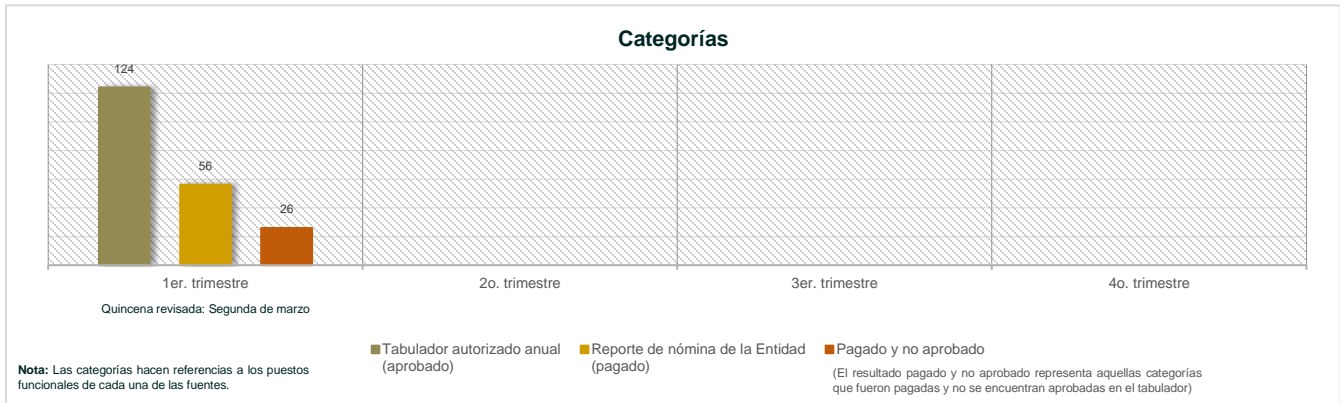 Categorías
124
56
26
1er. trimestre
2o. trimestre
3er. trimestre
4o. trimestre
Quincena revisada: Segunda de marzo
Tabulador autorizado anual
(aprobado)
Reporte de nómina de la Entidad
(pagado)
Pagado y no aprobado
(El resultado pagado y no aprobado representa aquellas categorías
que fueron pagadas y no se encuentran aprobadas en el tabulador)
Nota: Las categorías hacen referencias a los puestos
funcionales de cada una de las fuentes.